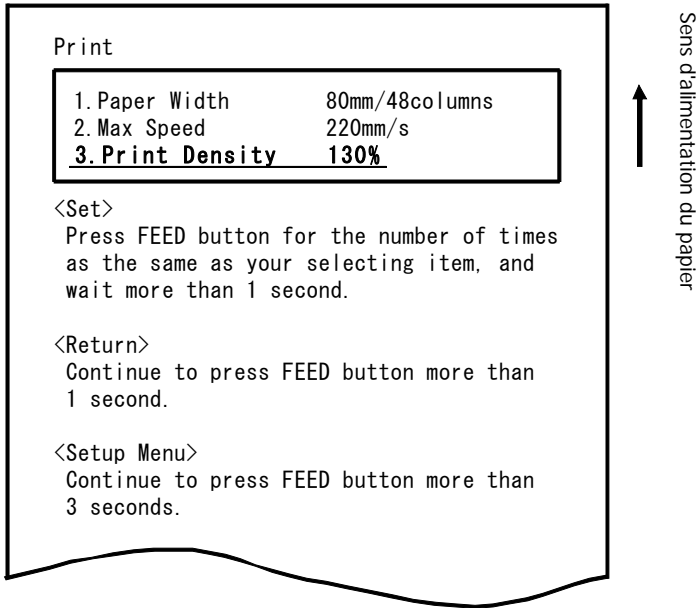 Print
1.Paper Width 80mm/48columns
2.Max Speed 220mm/s
3.Print Density 130%
<Set>
Press FEED button for the number of times
as the same as your selecting item, and
wait more than 1 second.
<Return>
Continue to press FEED button more than
1 second.
<Setup Menu>
Continue to press FEED button more than
3 seconds.
Sens d'alimentation du papier